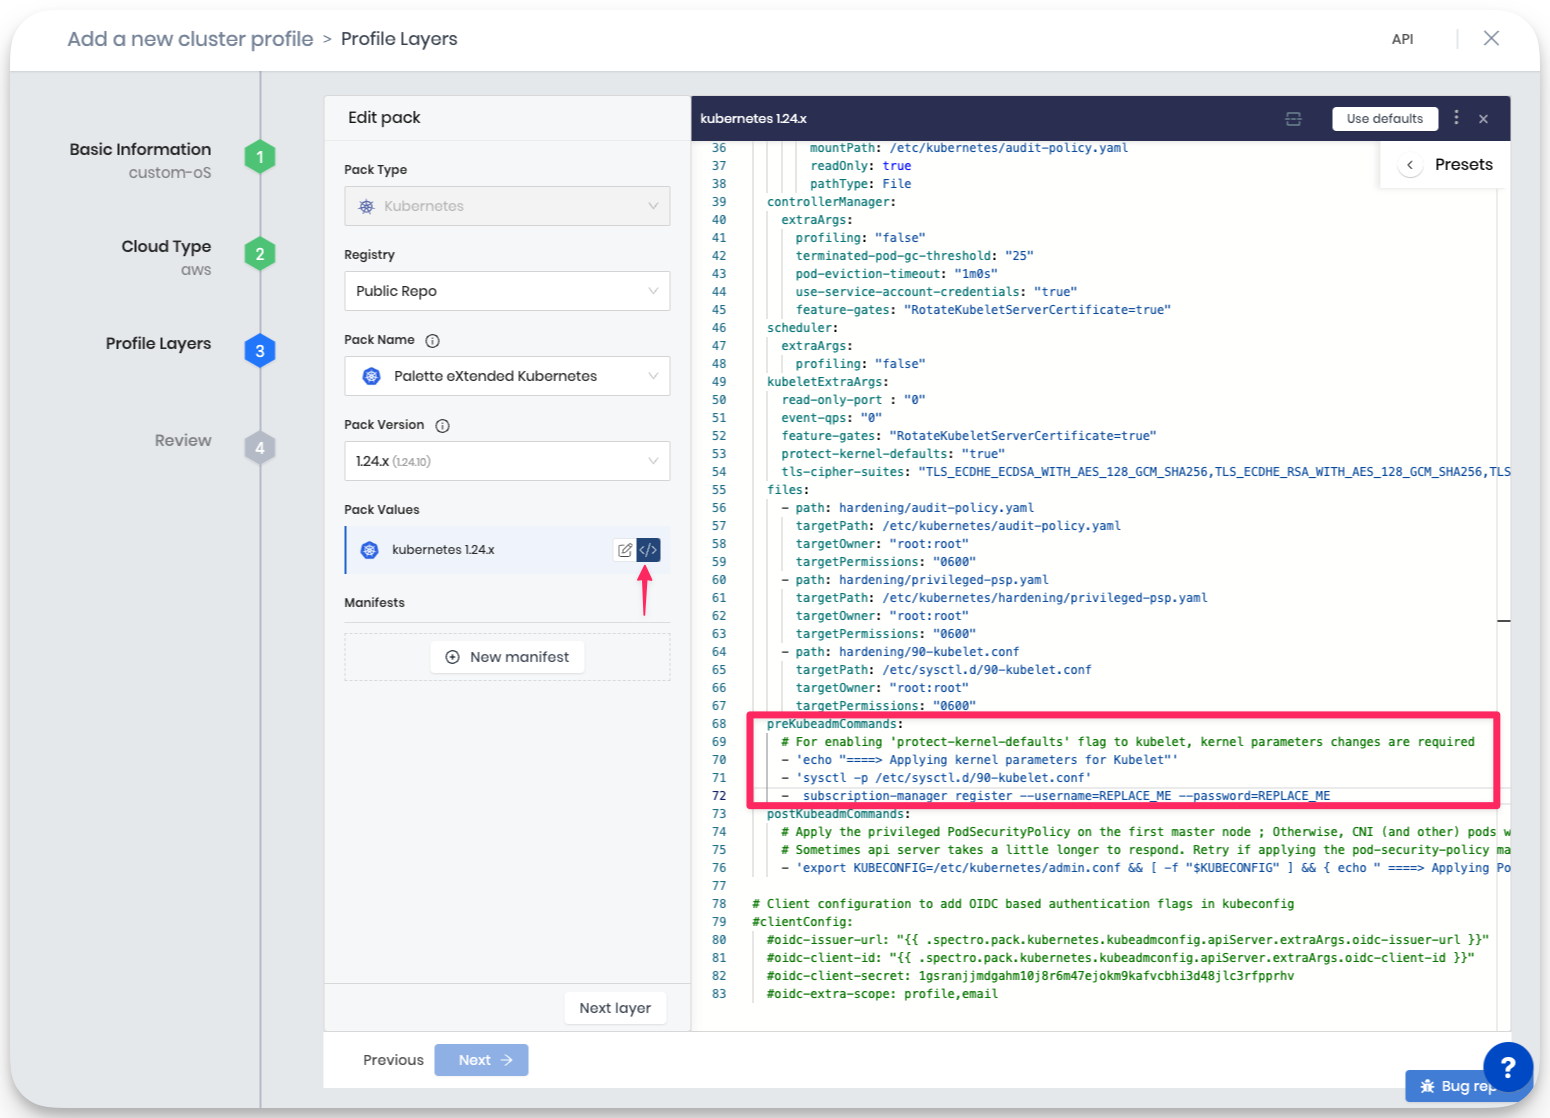 Add a new cluster profile > Profile Layers
API
Basic Information
custom-oS
1
Cloud Type
aws
2
Profile Layers
3
Review
4
Edit pack
Pack Type
Kubernetes
Registry
Public Repo
Pack Name
Palette eXtended Kubernetes
Pack Version
1.24.x (1.24.10)
Pack Values
kubernetes 1.24.x
</>
Manifests
New manifest
Next layer
Previous
Next
kubernetes 1.24.x
Use defaults
Presets
36 mountPath: /etc/kubernetes/audit-policy.yaml
37 readOnly: true
38 pathType: File
39 controllerManager:
40 extraArgs:
41 profiling: "false"
42 terminated-pod-gc-threshold: "25"
43 pod-eviction-timeout: "1m0s"
44 use-service-account-credentials: "true"
45 feature-gates: "RotateKubeletServerCertificate=true"
46 scheduler:
47 extraArgs:
48 profiling: "false"
49 kubeletExtraArgs:
50 read-only-port : "0"
51 event-qps: "0"
52 feature-gates: "RotateKubeletServerCertificate=true"
53 protect-kernel-defaults: "true"
54 tls-cipher-suites: "TLS_ECDHE_ECDSA_WITH_AES_128_GCM_SHA256,TLS_ECDHE_RSA_WITH_AES_128_GCM_SHA256,TLS
55 files:
56 - path: hardening/audit-policy.yaml
57 targetPath: /etc/kubernetes/audit-policy.yaml
58 targetOwner: "root:root"
59 targetPermissions: "0600"
60 - path: hardening/privileged-psp.yaml
61 targetPath: /etc/kubernetes/hardening/privileged-psp.yaml
62 targetOwner: "root:root"
63 targetPermissions: "0600"
64 - path: hardening/90-kubelet.conf
65 targetPath: /etc/sysctl.d/90-kubelet.conf
66 targetOwner: "root:root"
67 targetPermissions: "0600"
68 preKubeadmCommands:
69 # For enabling 'protect-kernel-defaults' flag to kubelet, kernel parameters changes are required
70 - 'echo "====> Applying kernel parameters for Kubelet"'
71 - 'sysctl -p /etc/sysctl.d/90-kubelet.conf'
72 - subscription-manager register --username=REPLACE_ME --password=REPLACE_ME
73 postKubeadmCommands:
74 # Apply the privileged PodSecurityPolicy on the first master node ; Otherwise, CNI (and other) pods w
75 # Sometimes api server takes a little longer to respond. Retry if applying the pod-security-policy ma
76 - 'export KUBECONFIG=/etc/kubernetes/admin.conf && [ -f "$KUBECONFIG" ] && { echo " ====> Applying Po
77
78 # Client configuration to add OIDC based authentication flags in kubeconfig
79 #clientConfig:
80 #oidc-issuer-url: "{{ .spectro.pack.kubernetes.kubeadmconfig.apiServer.extraArgs.oidc-issuer-url }}"
81 #oidc-client-id: "{{ .spectro.pack.kubernetes.kubeadmconfig.apiServer.extraArgs.oidc-client-id }}"
82 #oidc-client-secret: 1gsranjjmdgahm10j8r6m47ejokm9kafvcbhi3d48jlc3rfpprhv
83 #oidc-extra-scope: profile,email
?
Bug rep